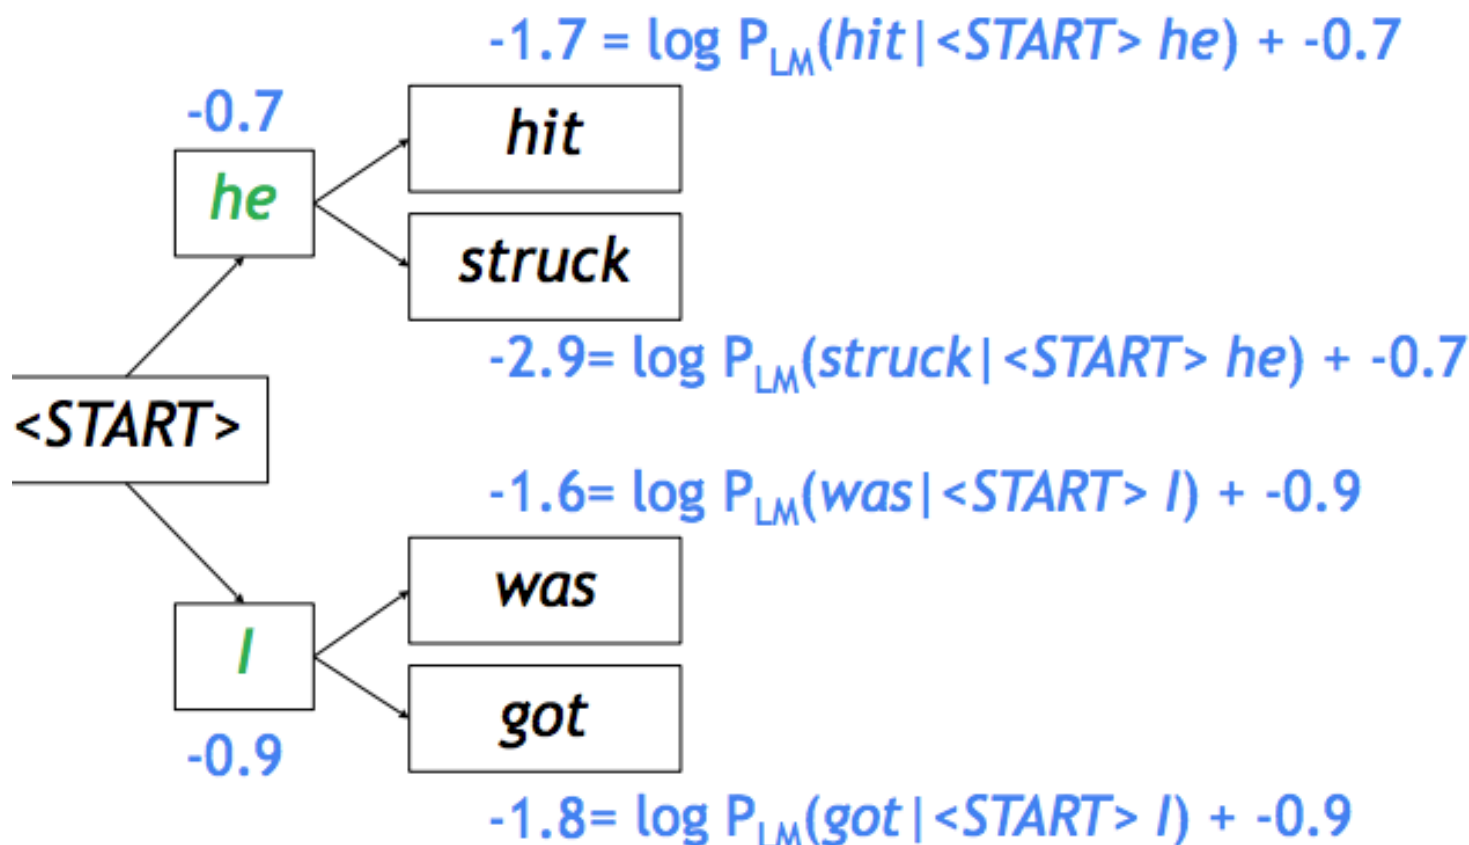 -1.7 = log P_LM(hit|<START> he) + -0.7
-0.7
hit
he
struck
-2.9= log P_LM(struck|<START> he) + -0.7
<START>
-1.6= log P_LM(was|<START> I) + -0.9
was
I
got
-0.9
-1.8= log P_LM(got|<START> I) + -0.9